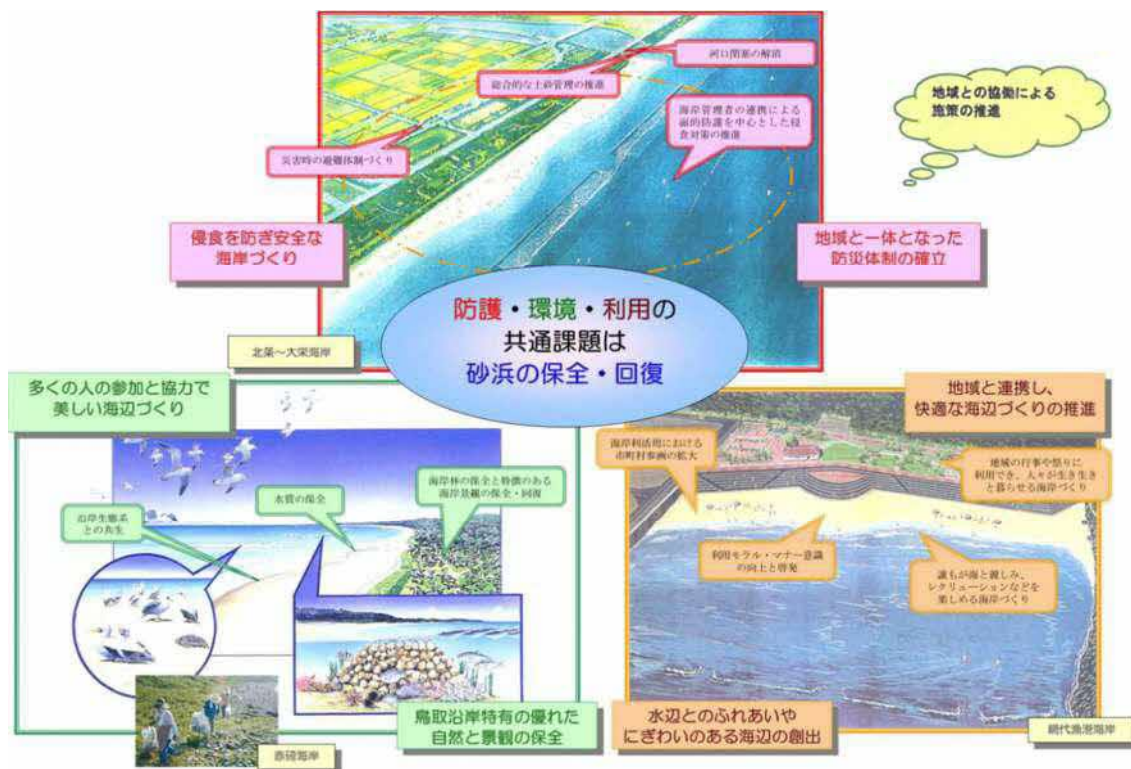 河口閉塞の解消
総合的な土砂管理の推進
海岸管理者の連携による
面的防護を中心とした侵
食対策の推進
災害時の避難体制づくり
地域との協働による
施策の推進
侵食を防ぎ安全な
海岸づくり
地域と一体となった
防災体制の確立
防護・環境・利用の
共通課題は
砂浜の保全・回復
北条～大栄海岸
多くの人の参加と協力で
美しい海辺づくり
水質の保全
海岸林の保全と特徴のある
海岸景観の保全・回復
沿岸生態系
との共生
鳥取沿岸特有の優れた
自然と景観の保全
赤碕海岸
地域と連携し、
快適な海辺づくりの推進
海岸利活用における
市町村参画の拡大
地域の行事や祭りに
利用でき、人々が生き生き
と暮らせる海岸づくり
利用モラル・マナー意識
の向上と啓発
誰もが海と親しみ、
レクリェーションなどを
楽しめる海岸づくり
水辺とのふれあいや
にぎわいのある海辺の創出
網代漁港海岸